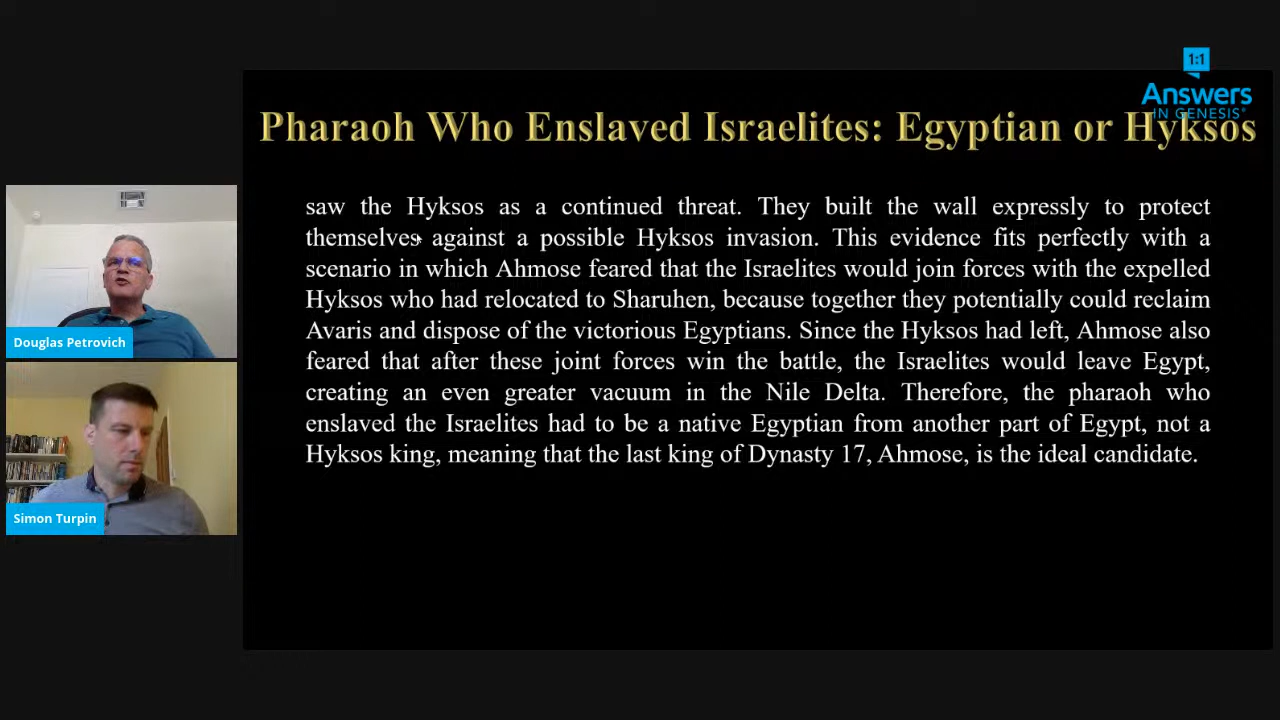 1:1
Answers
IN GENESIS
Pharaoh Who Enslaved Israelites: Egyptian or Hyksos
saw the Hyksos as a continued threat. They built the wall expressly to protect
themselves against a possible Hyksos invasion. This evidence fits perfectly with a
scenario in which Ahmose feared that the Israelites would join forces with the expelled
Hyksos who had relocated to Sharuhen, because together they potentially could reclaim
Avaris and dispose of the victorious Egyptians. Since the Hyksos had left, Ahmose also
feared that after these joint forces win the battle, the Israelites would leave Egypt,
creating an even greater vacuum in the Nile Delta. Therefore, the pharaoh who
enslaved the Israelites had to be a native Egyptian from another part of Egypt, not a
Hyksos king, meaning that the last king of Dynasty 17, Ahmose, is the ideal candidate.
Douglas Petrovich
Simon Turpin